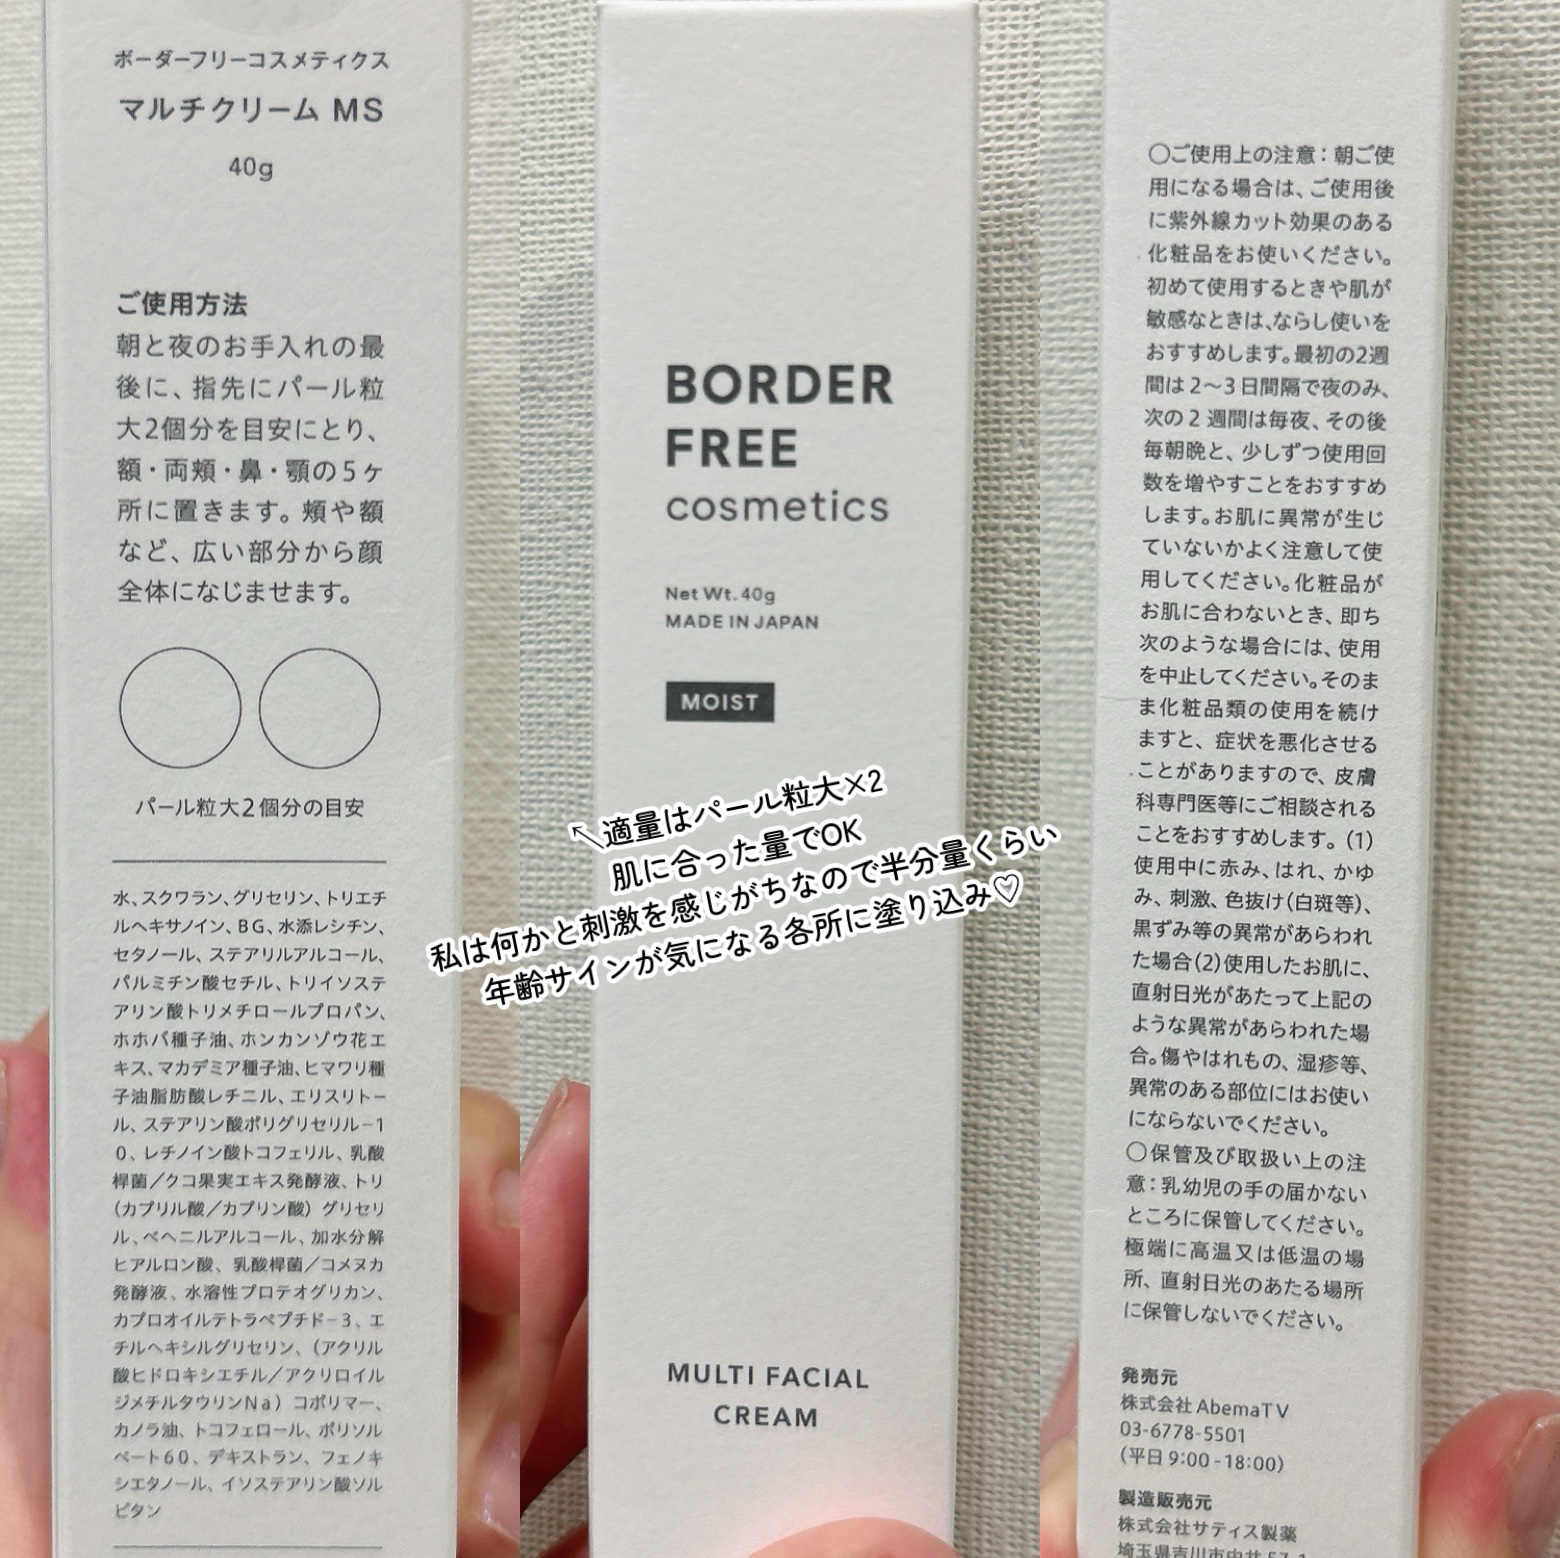 ボーダーフリーコスメティクス
マルチクリーム MS
40g
ご使用方法
朝と夜のお手入れの最
後に、指先にパール粒
大2個分を目安にとり、
額・両頬・鼻・顎の5ヶ
所に置きます。頬や額
など、広い部分から顔
全体になじませます。
パール粒大2個分の目安
水、スクワラン、グリセリン、トリエチ
ルヘキサノイン、BG、水添レシチン、
セタノール、ステアリルアルコール、
パルミチン酸セチル、トリイソステ
アリン酸トリメチロールプロパン、
ホホバ種子油、ホンカンゾウ花エ
キス、マカデミア種子油、ヒマワリ種
子油脂肪酸レチニル、エリスリトー
ル、ステアリン酸ポリグリセリル-1
0、レチノイン酸トコフェリル、乳酸
桿菌/クコ果実エキス発酵液、トリ
(カプリル酸/カプリン酸)グリセリ
ル、ベヘニルアルコール、加水分解
ヒアルロン酸、乳酸桿菌/コメヌカ
発酵液、水溶性プロテオグリカン、
カプロオイルテトラペプチド-3、エ
チルヘキシルグリセリン、(アクリル
酸ヒドロキシエチル/アクリロイル
ジメチルタウリンNa)コポリマー、
カノラ油、トコフェロール、ポリソル
ベート60、デキストラン、フェノキ
シエタノール、イソステアリン酸ソル
ビタン
BORDER
FREE
cosmetics
Net Wt. 40g
MADE IN JAPAN
MOIST
↖適量はパール粒大×2
肌に合った量でOK
私は何かと刺激を感じがちなので半分量くらい
年齢サインが気になる各所に塗り込み♡
MULTI FACIAL
CREAM
○ご使用上の注意：朝ご使
用になる場合は、ご使用後
に紫外線カット効果のある
化粧品をお使いください。
初めて使用するときや肌が
敏感なときは、ならし使いを
おすすめします。最初の2週
間は2〜3日間隔で夜のみ、
次の2週間は毎夜、その後
毎朝晩と、少しずつ使用回
数を増やすことをおすすめ
します。お肌に異常が生じ
ていないかよく注意して使
用してください。化粧品が
お肌に合わないとき、即ち
次のような場合には、使用
を中止してください。そのま
ま化粧品類の使用を続け
ますと、症状を悪化させる
ことがありますので、皮膚
科専門医等にご相談される
ことをおすすめします。(1)
使用中に赤み、はれ、かゆ
み、刺激、色抜け(白斑等)、
黒ずみ等の異常があらわれ
た場合(2)使用したお肌に、
直射日光があたって上記の
ような異常があらわれた場
合。傷やはれもの、湿疹等、
異常のある部位にはお使い
にならないでください。
○保管及び取扱い上の注
意：乳幼児の手の届かない
ところに保管してください。
極端に高温又は低温の場
所、直射日光のあたる場所
に保管しないでください。
発売元
株式会社AbemaTV
03-6778-5501
(平日 9:00-18:00)
製造販売元
株式会社サティス製薬
埼玉県吉川市中井